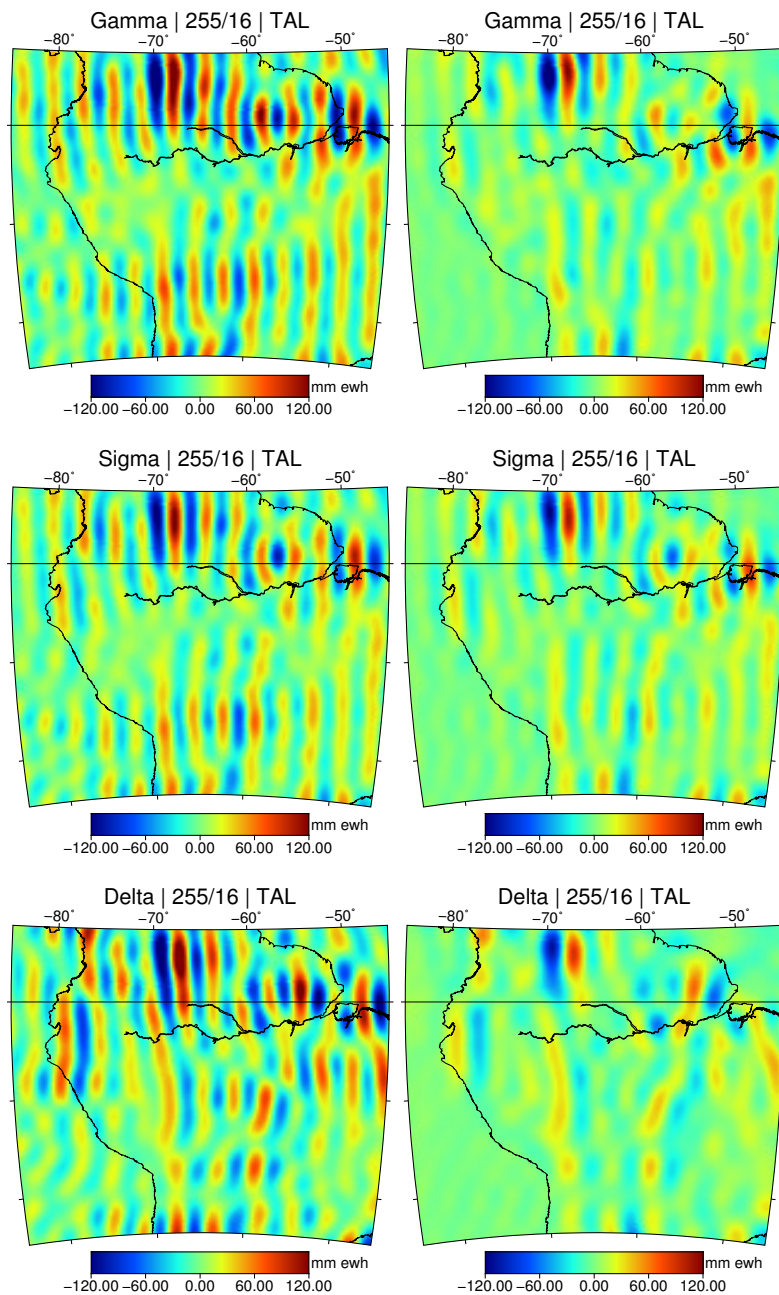 Gamma | 255/16 | TAL Gamma | 255/16 | TAL
−80° −70° −60° −50° −80° −70° −60° −50°
mm ewh mm ewh
−120.00 −60.00 0.00 60.00 120.00 −120.00 −60.00 0.00 60.00 120.00
Sigma | 255/16 | TAL Sigma | 255/16 | TAL
−80° −70° −60° −50° −80° −70° −60° −50°
mm ewh mm ewh
−120.00 −60.00 0.00 60.00 120.00 −120.00 −60.00 0.00 60.00 120.00
Delta | 255/16 | TAL Delta | 255/16 | TAL
−80° −70° −60° −50° −80° −70° −60° −50°
mm ewh mm ewh
−120.00 −60.00 0.00 60.00 120.00 −120.00 −60.00 0.00 60.00 120.00